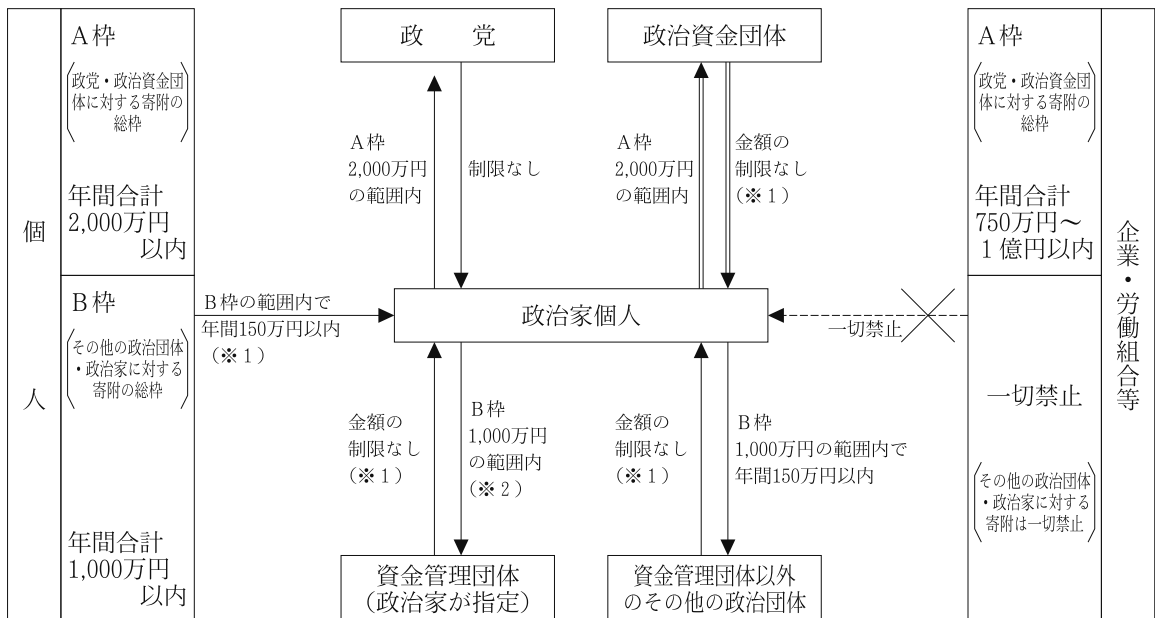 個人
A枠
(政党・政治資金団
体に対する寄附の
総枠)
年間合計
2,000万円
以内
B枠
(その他の政治団体
・政治家に対する
寄附の総枠)
年間合計
1,000万円
以内
B枠の範囲内で
年間150万円以内
(※1)
政党
A枠
2,000万円
の範囲内
制限なし
政治資金団体
A枠
2,000万円
の範囲内
金額の
制限なし
(※1)
政治家個人
一切禁止
金額の
制限なし
(※1)
B枠
1,000万円
の範囲内
(※2)
資金管理団体
(政治家が指定)
金額の
制限なし
(※1)
B枠
1,000万円の範囲内で
年間150万円以内
資金管理団体以外
のその他の政治団体
A枠
(政党・政治資金団
体に対する寄附の
総枠)
年間合計
750万円～
1億円以内
一切禁止
(その他の政治団体
・政治家に対する
寄附は一切禁止)
企業・労働組合等